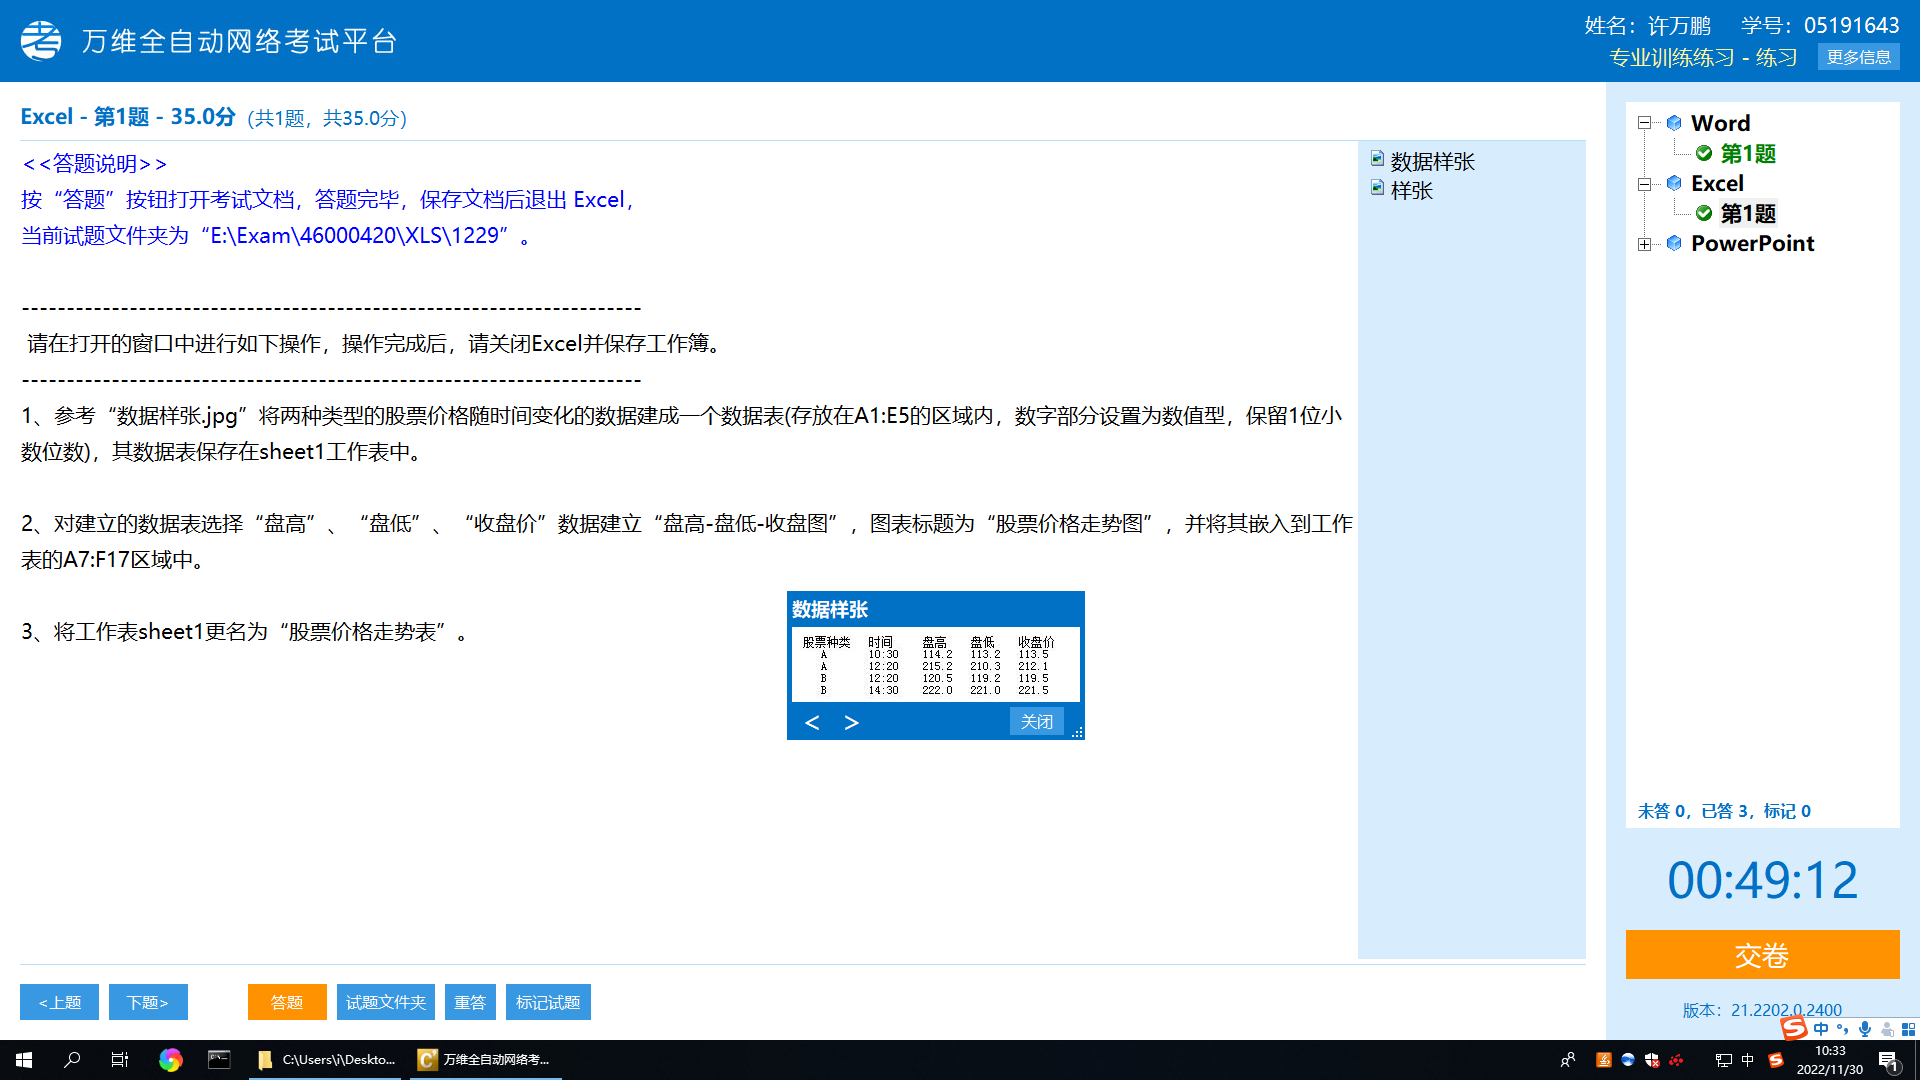 万维全自动网络考试平台
姓名：许万鹏 学号：05191643
专业训练练习 - 练习 更多信息
Excel - 第1题 - 35.0分 (共1题，共35.0分)
<<答题说明>>
按“答题”按钮打开考试文档，答题完毕，保存文档后退出 Excel，
当前试题文件夹为“E:\Exam\46000420\XLS\1229”。
----------------------------------------------------------------------
请在打开的窗口中进行如下操作，操作完成后，请关闭Excel并保存工作簿。
----------------------------------------------------------------------
1、参考“数据样张.jpg”将两种类型的股票价格随时间变化的数据建成一个数据表(存放在A1:E5的区域内，数字部分设置为数值型，保留1位小
数位数)，其数据表保存在sheet1工作表中。
2、对建立的数据表选择“盘高”、“盘低”、“收盘价”数据建立“盘高-盘低-收盘图”，图表标题为“股票价格走势图”，并将其嵌入到工作
表的A7:F17区域中。
3、将工作表sheet1更名为“股票价格走势表”。
数据样张
股票种类 时间 盘高 盘低 收盘价
A 10:30 114.2 113.2 113.5
A 12:20 215.2 210.3 212.1
B 12:20 120.5 119.2 119.5
B 14:30 222.0 221.0 221.5
< > 关闭
数据样张
样张
Word
第1题
Excel
第1题
PowerPoint
未答 0，已答 3，标记 0
00:49:12
交卷
版本：21.2202.0.2400
<上题 下题> 答题 试题文件夹 重答 标记试题
中
C:\Users\i\Deskto...
万维全自动网络考...
中
10:33
2022/11/30
1